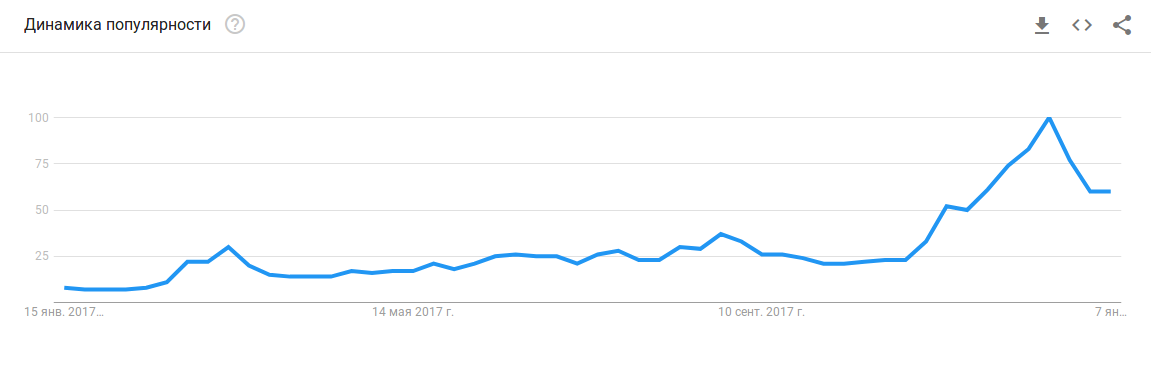 Динамика популярности ?
100
75
50
25
15 янв. 2017…
14 мая 2017 г.
10 сент. 2017 г.
7 ян…